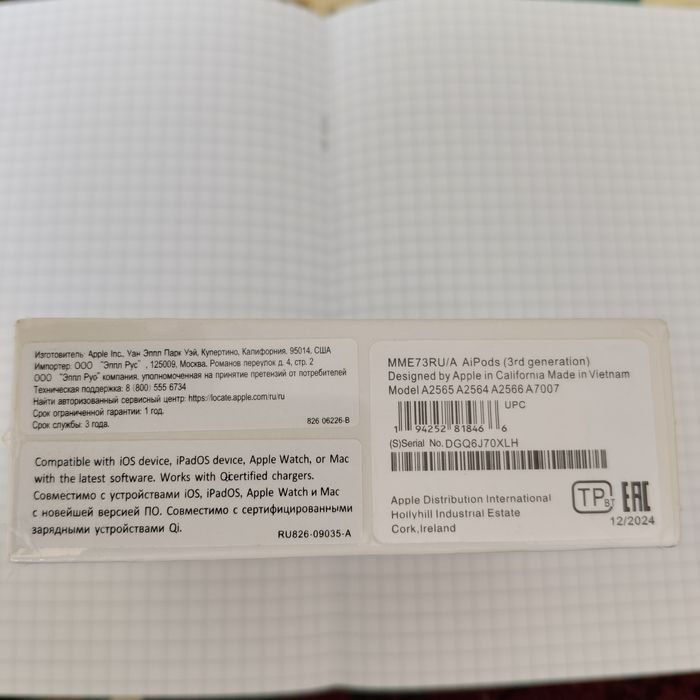 Изготовитель: Apple Inc., Уан Эппл Парк Уэй, Купертино, Калифорния, 95014, США
Импортер: ООО "Эппл Рус" , 125009, Москва. Романов переулок д. 4, стр. 2
ООО "Эппл Руо" компания, уполномоченная на принятие претензий от потребителей
Техническая поддержка: 8 (800) 555 6734
Найти авторизованный сервисный центр: https://locate.apple.com/ru/ru
Срок ограниченной гарантии: 1 год.
Срок службы: 3 года.
826 06226-B
Compatible with iOS device, iPadOS device, Apple Watch, or Mac
with the latest software. Works with Qicertified chargers.
Совместимо с устройствами iOS, iPadOS, Apple Watch и Mac
с новейшей версией ПО. Совместимо с сертифицированными
зарядными устройствами Qi.
RU826-09035-A
MME73RU/A AiPods (3rd generation)
Designed by Apple in California Made in Vietnam
Model A2565 A2564 A2566 A7007
UPC
1 94252 81846 6
(S)Serial No. DGQ6J70XLH
Apple Distribution International
Hollyhill Industrial Estate
Cork,Ireland
TP BT EAC
12/2024